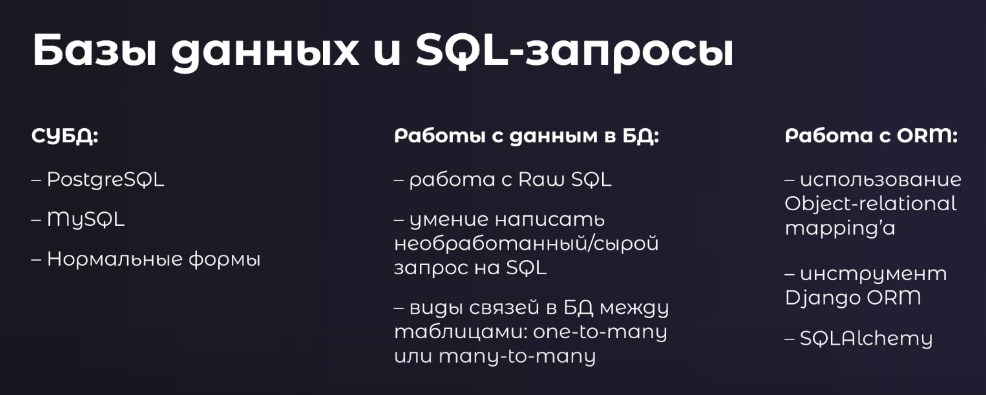 Базы данных и SQL-запросы
СУБД:
– PostgreSQL
– MySQL
– Нормальные формы
Работы с данным в БД:
– работа с Raw SQL
– умение написать
необработанный/сырой
запрос на SQL
– виды связей в БД между
таблицами: one-to-many
или many-to-many
Работа с ORM:
– использование
Object-relational
mapping’a
– инструмент
Django ORM
– SQLAlchemy